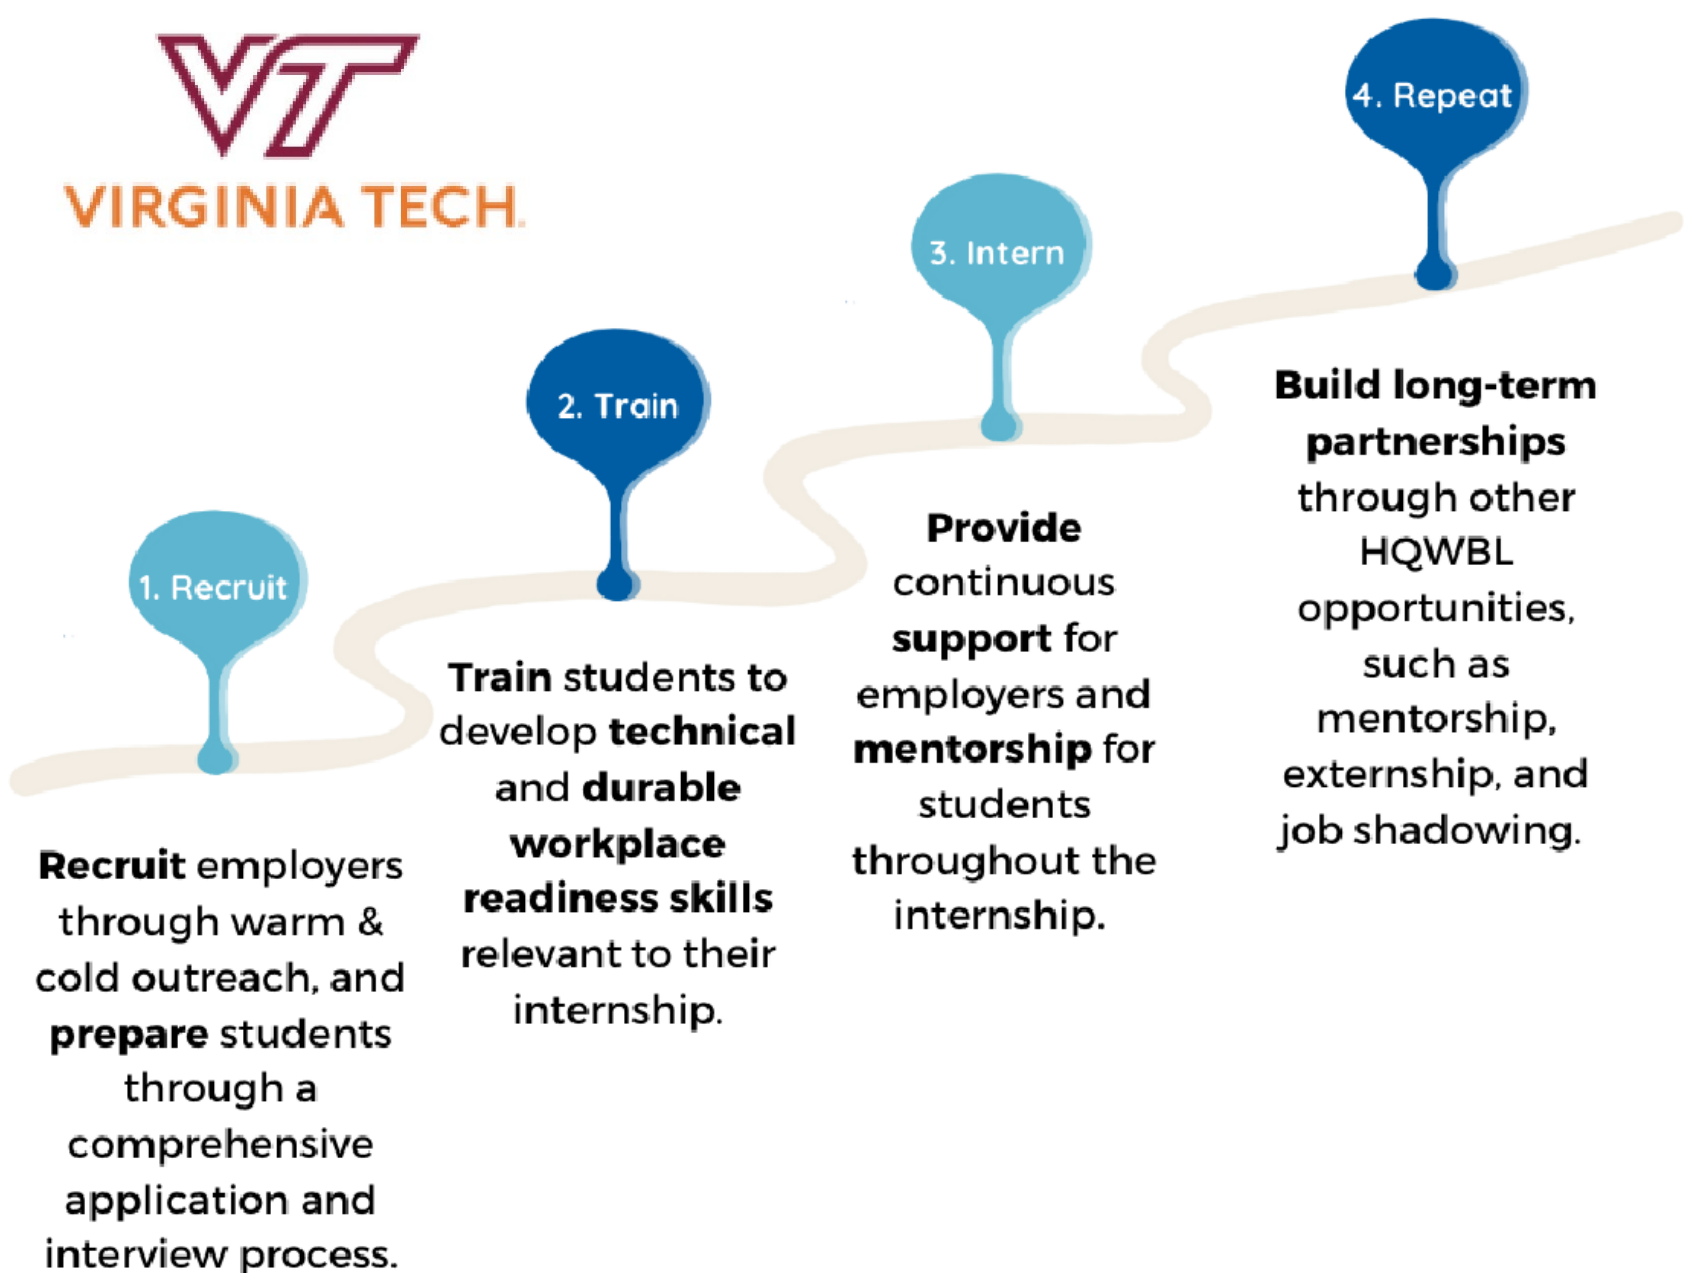 VT
VIRGINIA TECH.
1. Recruit
Recruit employers
through warm &
cold outreach, and
prepare students
through a
comprehensive
application and
interview process.
2. Train
Train students to
develop technical
and durable
workplace
readiness skills
relevant to their
internship.
3. Intern
Provide
continuous
support for
employers and
mentorship for
students
throughout the
internship.
4. Repeat
Build long-term
partnerships
through other
HQWBL
opportunities,
such as
mentorship,
externship, and
job shadowing.